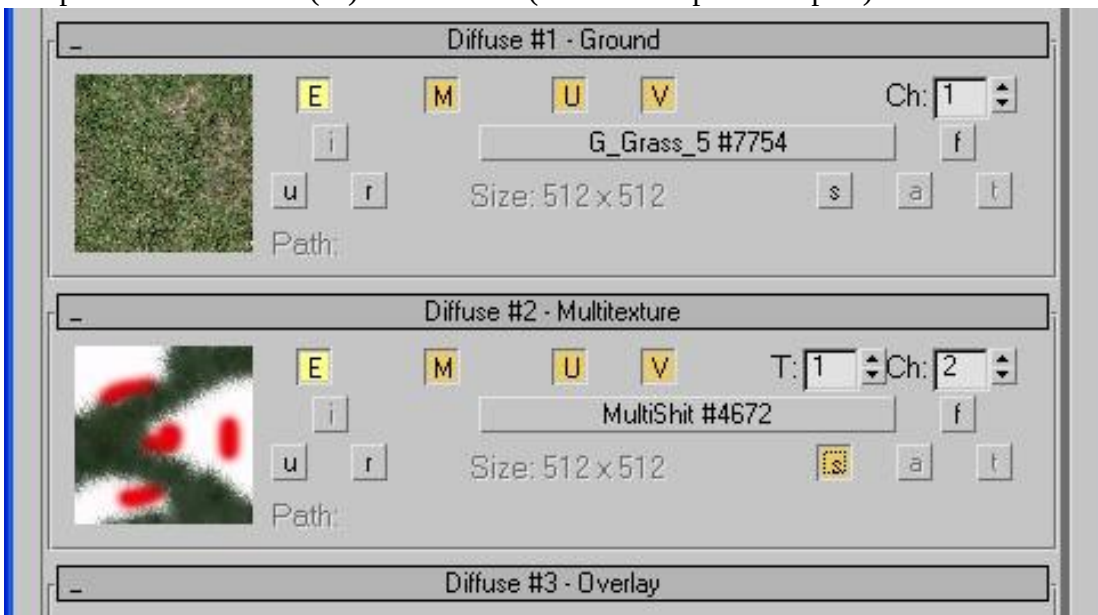 Diffuse #1 - Ground
E M U V Ch: 1
i G_Grass_5 #7754 f
u r Size: 512 x 512 s a t
Path:
Diffuse #2 - Multitexture
E M U V T: 1 Ch: 2
i MultiShit #4672 f
u r Size: 512 x 512 s a t
Path:
Diffuse #3 - Overlay